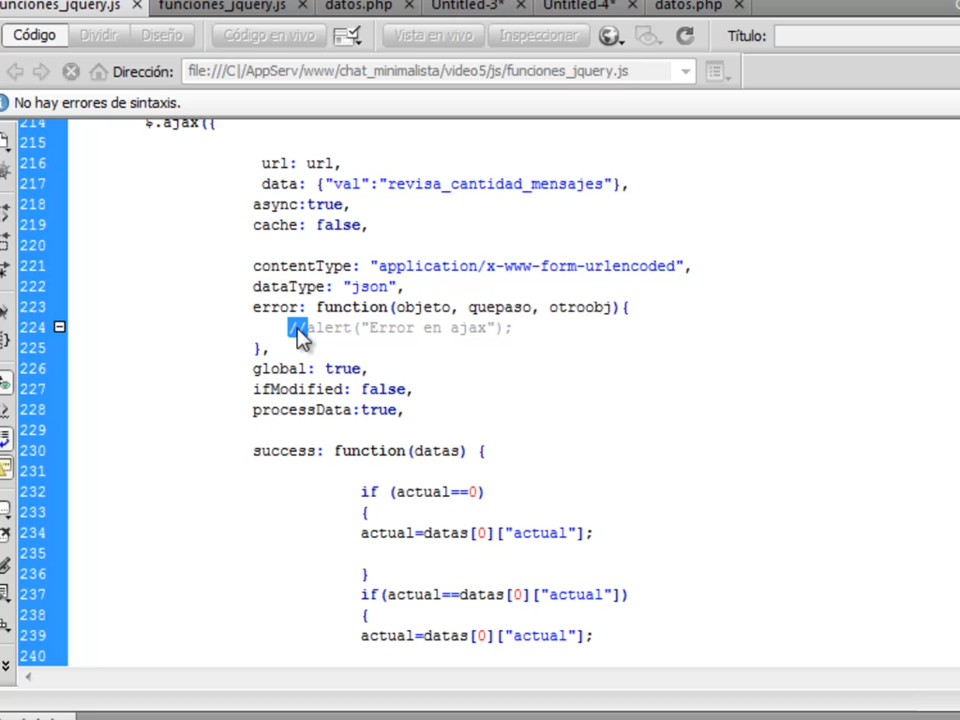 unciones_jquery.js × funciones_jquery.js × datos.php × Untitled-3* × Untitled-4* × datos.php ×
Código Dividir Diseño Código en vivo Vista en vivo Inspeccionar Título:
Dirección: file:///C|/AppServ/www/chat_minimalista/video5/js/funciones_jquery.js
No hay errores de sintaxis.
214 $.ajax({
215
216 url: url,
217 data: {"val":"revisa_cantidad_mensajes"},
218 async:true,
219 cache: false,
220
221 contentType: "application/x-www-form-urlencoded",
222 dataType: "json",
223 error: function(objeto, quepaso, otroobj){
224 //alert("Error en ajax");
225 },
226 global: true,
227 ifModified: false,
228 processData:true,
229
230 success: function(datas) {
231
232 if (actual==0)
233 {
234 actual=datas[0]["actual"];
235
236 }
237 if(actual==datas[0]["actual"])
238 {
239 actual=datas[0]["actual"];
240